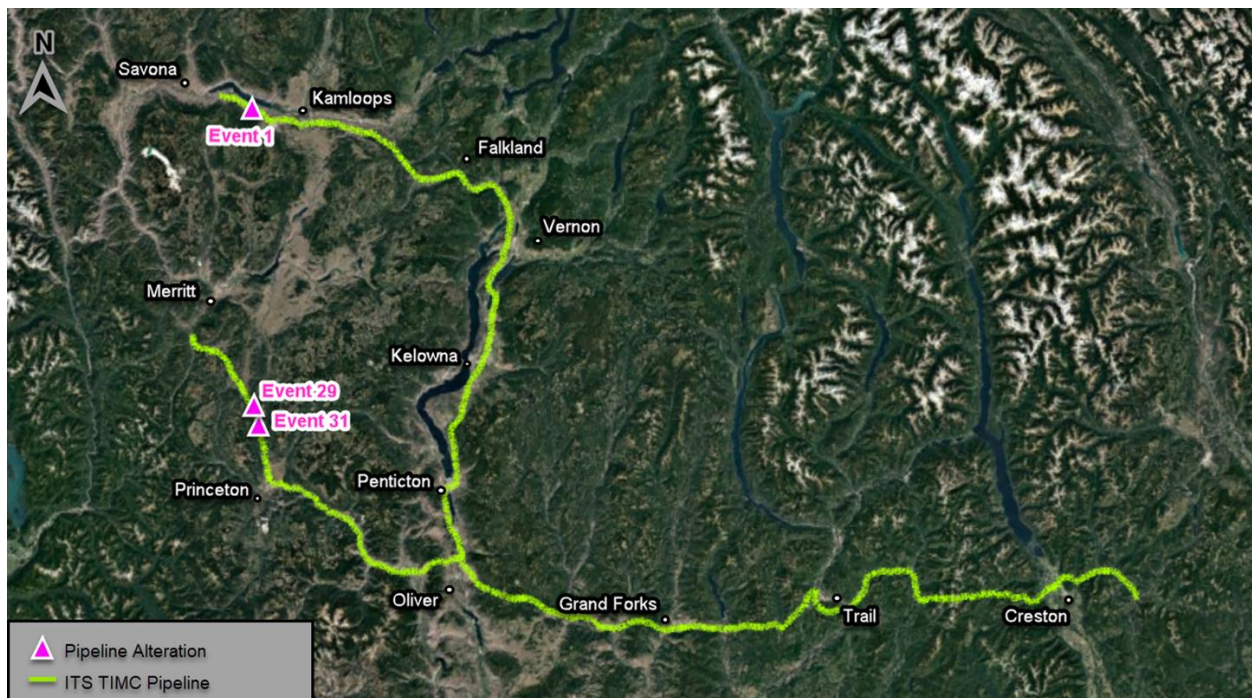 N
Savona
Kamloops
Event 1
Falkland
Vernon
Merritt
Kelowna
Event 29
Event 31
Penticton
Princeton
Oliver
Grand Forks
Trail
Creston
Pipeline Alteration
ITS TIMC Pipeline